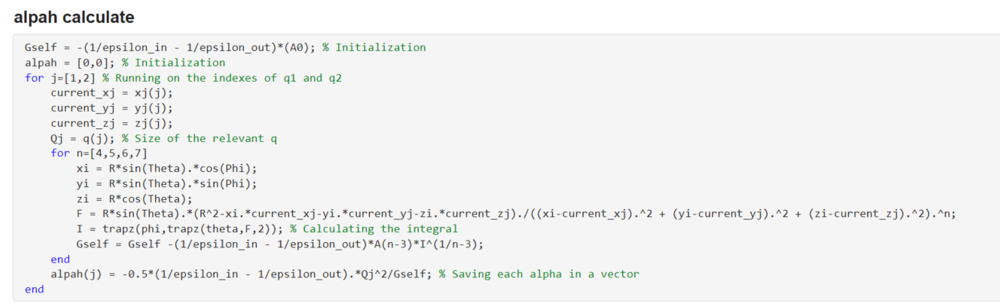 alpah calculate
Gself = -(1/epsilon_in - 1/epsilon_out)*(A0); % Initialization
alpah = [0,0]; % Initialization
for j=[1,2] % Running on the indexes of q1 and q2
    current_xj = xj(j);
    current_yj = yj(j);
    current_zj = zj(j);
    Qj = q(j); % Size of the relevant q
    for n=[4,5,6,7]
        xi = R*sin(Theta).*cos(Phi);
        yi = R*sin(Theta).*sin(Phi);
        zi = R*cos(Theta);
        F = R*sin(Theta).*(R^2-xi.*current_xj-yi.*current_yj-zi.*current_zj)./((xi-current_xj).^2 + (yi-current_yj).^2 + (zi-current_zj).^2).^n;
        I = trapz(phi,trapz(theta,F,2)); % Calculating the integral
        Gself = Gself -(1/epsilon_in - 1/epsilon_out)*A(n-3)*I^(1/n-3);
    end
    alpah(j) = -0.5*(1/epsilon_in - 1/epsilon_out).*Qj^2/Gself; % Saving each alpha in a vector
end